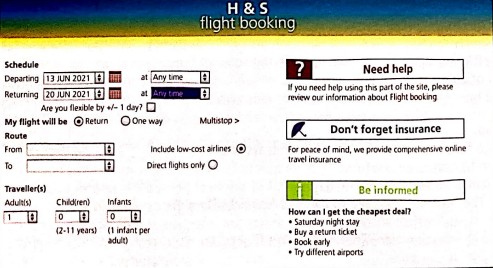 H & S
flight booking
Schedule
Departing 13 JUN 2021 at Any time
Returning 20 JUN 2021 at Any time
Are you flexible by +/− 1 day?
My flight will be Return One way Multistop >
Route
From Include low-cost airlines
To Direct flights only
Traveller(s)
Adult(s) Child(ren) Infants
1 0 0
(2-11 years) (1 infant per
adult)
? Need help
If you need help using this part of the site, please
review our information about Flight booking
Don't forget insurance
For peace of mind, we provide comprehensive online
travel insurance
i Be informed
How can I get the cheapest deal?
• Saturday night stay
• Buy a return ticket
• Book early
• Try different airports